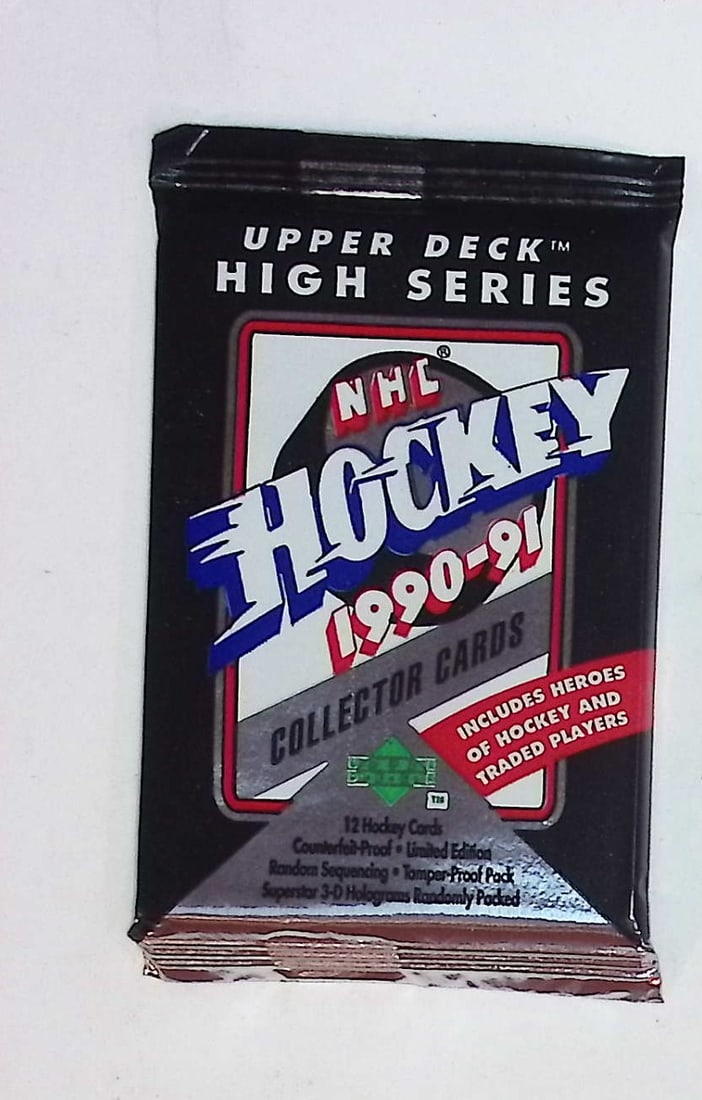 UPPER DECK™
HIGH SERIES
NHL®
HOCKEY
1990-91
COLLECTOR CARDS
INCLUDES HEROES
OF HOCKEY AND
TRADED PLAYERS
12 Hockey Cards
Counterfeit-Proof • Limited Edition
Random Sequencing • Tamper-Proof Pack
Superstar 3-D Holograms Randomly Packed